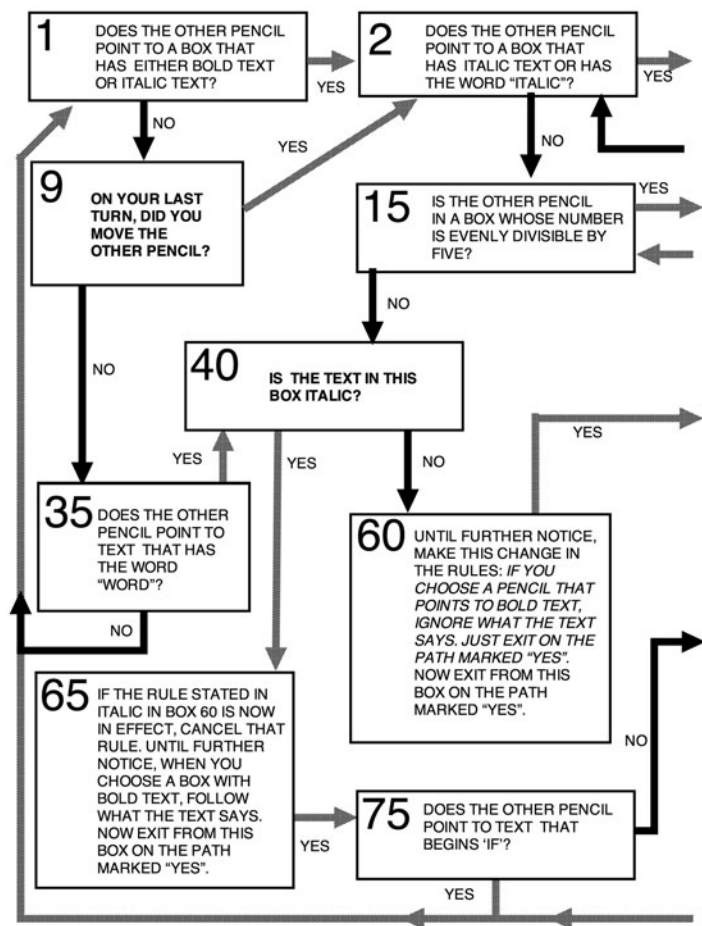 1
DOES THE OTHER PENCIL
POINT TO A BOX THAT
HAS EITHER BOLD TEXT
OR ITALIC TEXT?
YES
NO
2
DOES THE OTHER PENCIL
POINT TO A BOX THAT
HAS ITALIC TEXT OR HAS
THE WORD “ITALIC”?
YES
NO
9
ON YOUR LAST
TURN, DID YOU
MOVE THE
OTHER PENCIL?
YES
NO
15
IS THE OTHER PENCIL
IN A BOX WHOSE NUMBER
IS EVENLY DIVISIBLE BY
FIVE?
YES
NO
40
IS THE TEXT IN THIS
BOX ITALIC?
YES
NO
35
DOES THE OTHER
PENCIL POINT TO
TEXT THAT HAS
THE WORD
“WORD”?
YES
NO
60
UNTIL FURTHER NOTICE,
MAKE THIS CHANGE IN
THE RULES: IF YOU
CHOOSE A PENCIL THAT
POINTS TO BOLD TEXT,
IGNORE WHAT THE TEXT
SAYS. JUST EXIT ON THE
PATH MARKED “YES”.
NOW EXIT FROM THIS
BOX ON THE PATH
MARKED “YES”.
YES
65
IF THE RULE STATED IN
ITALIC IN BOX 60 IS NOW
IN EFFECT, CANCEL THAT
RULE. UNTIL FURTHER
NOTICE, WHEN YOU
CHOOSE A BOX WITH
BOLD TEXT, FOLLOW
WHAT THE TEXT SAYS.
NOW EXIT FROM THIS
BOX ON THE PATH
MARKED “YES”.
YES
75
DOES THE OTHER PENCIL
POINT TO TEXT THAT
BEGINS ‘IF’?
NO
YES